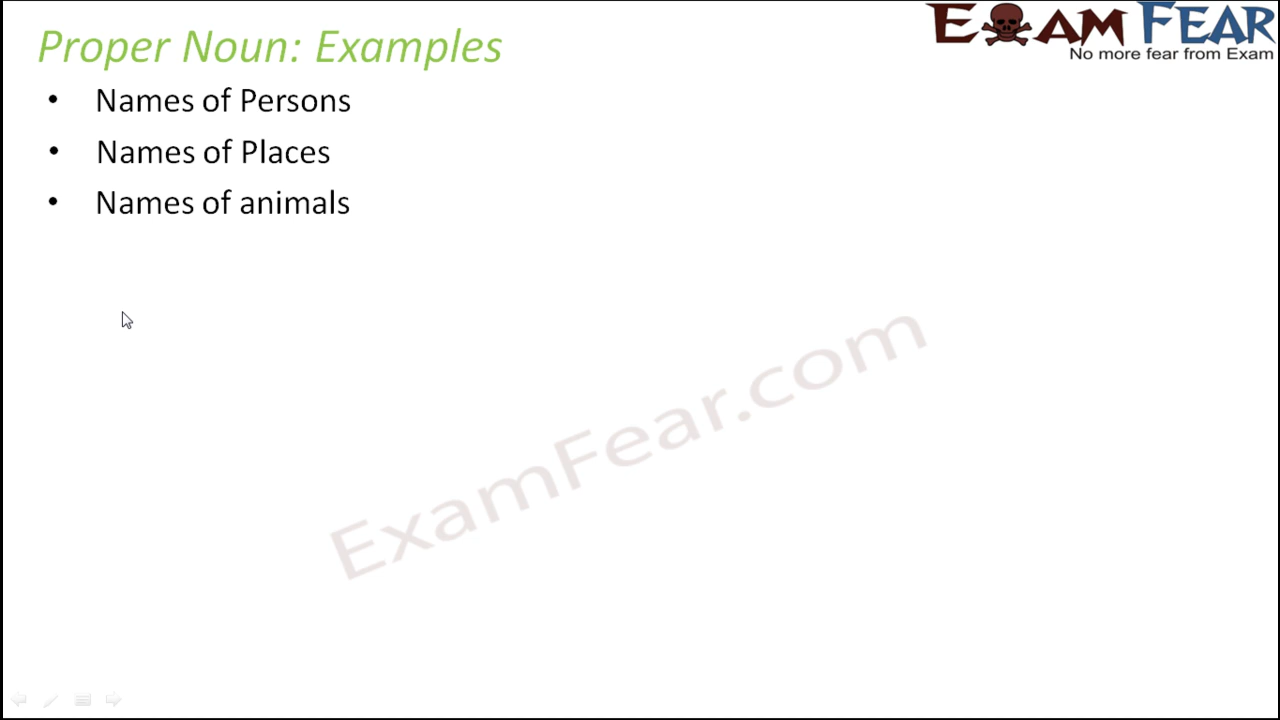 Proper Noun: Examples
EXAM FEAR
No more fear from Exam
• Names of Persons
• Names of Places
• Names of animals
ExamFear.com